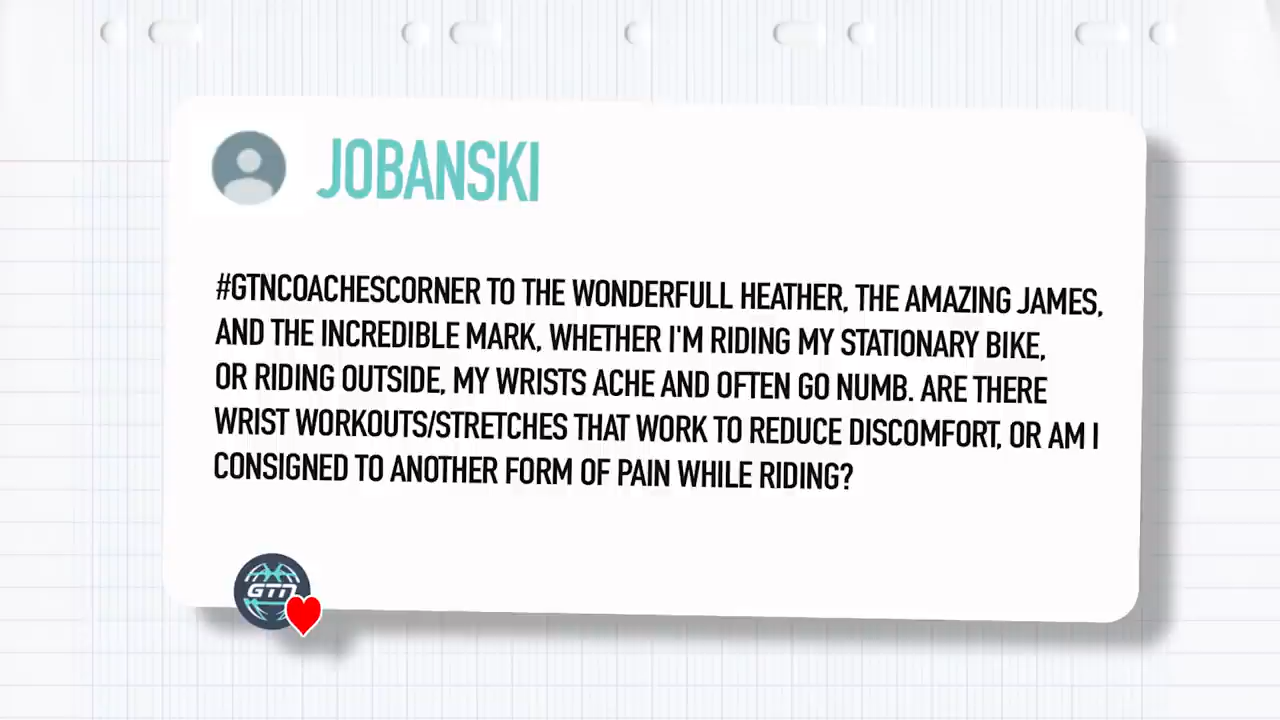 JOBANSKI
#GTNCOACHESCORNER TO THE WONDERFULL HEATHER, THE AMAZING JAMES,
AND THE INCREDIBLE MARK, WHETHER I'M RIDING MY STATIONARY BIKE,
OR RIDING OUTSIDE, MY WRISTS ACHE AND OFTEN GO NUMB. ARE THERE
WRIST WORKOUTS/STRETCHES THAT WORK TO REDUCE DISCOMFORT, OR AM I
CONSIGNED TO ANOTHER FORM OF PAIN WHILE RIDING?
GTN